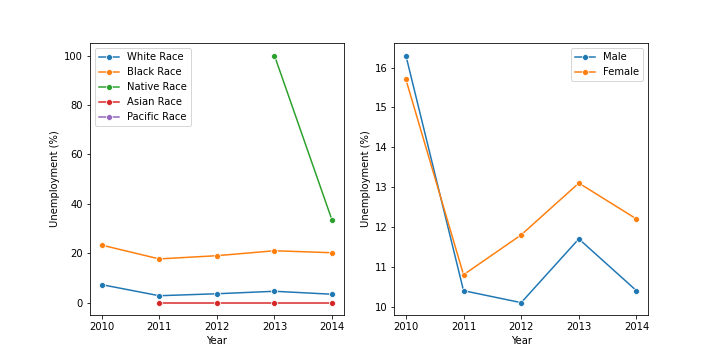 White Race
Black Race
Native Race
Asian Race
Pacific Race
100
80
60
40
20
0
Unemployment (%)
2010 2011 2012 2013 2014
Year
Male
Female
16
15
14
13
12
11
10
Unemployment (%)
2010 2011 2012 2013 2014
Year